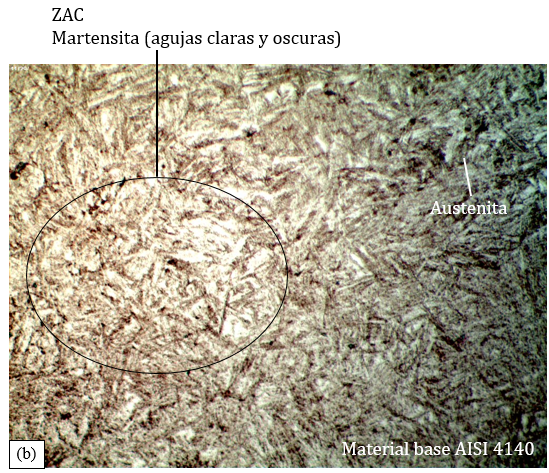 ZAC
Martensita (agujas claras y oscuras)
Austenita
Material base AISI 4140
(b)